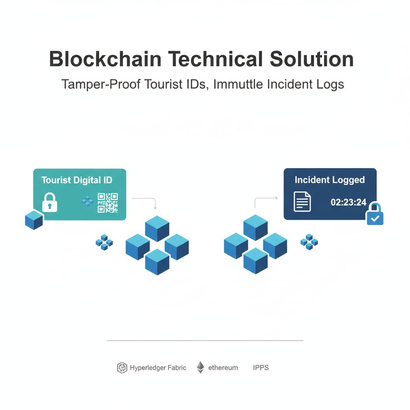 Blockchain Technical Solution
Tamper-Proof Tourist IDs, Immuttle Incident Logs
Tourist Digital ID
Incident Logged
02:23:24
Hyperledger Fabric
ethereum
IPPS